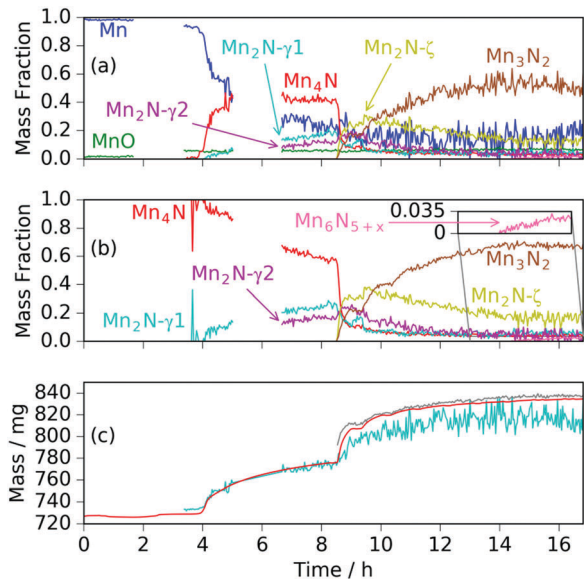 1.0
Mn
Mn₂N-γ1
Mn₂N-ζ
0.8
Mass Fraction
(a)
Mn₄N
Mn₃N₂
0.6
Mn₂N-γ2
0.4
0.2
MnO
0.0
1.0
Mn₄N
0.035
Mn₆N₅₊ₓ
0
0.8
Mass Fraction
(b)
Mn₃N₂
0.6
Mn₂N-γ2
0.4
Mn₂N-ζ
0.2
Mn₂N-γ1
0.0
840
(c)
820
Mass / mg
800
780
760
740
720
0 2 4 6 8 10 12 14 16
Time / h